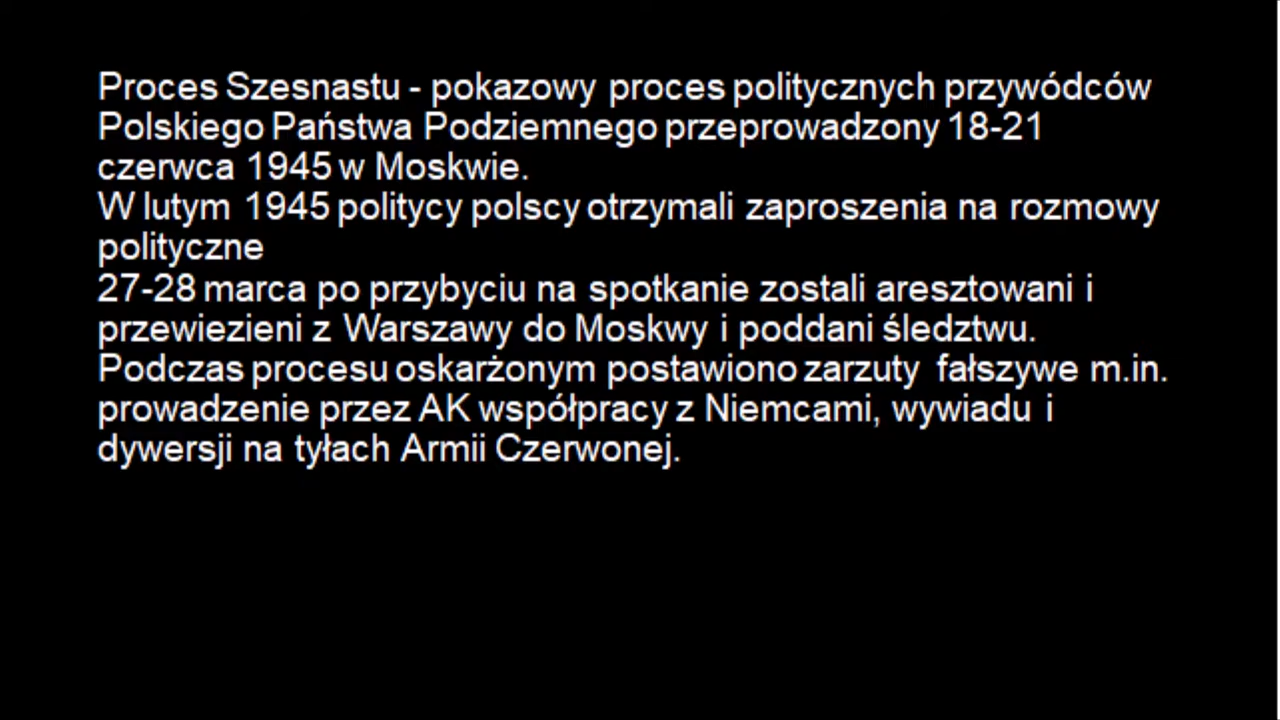 Proces Szesnastu - pokazowy proces politycznych przywódców
Polskiego Państwa Podziemnego przeprowadzony 18-21
czerwca 1945 w Moskwie.
W lutym 1945 politycy polscy otrzymali zaproszenia na rozmowy
polityczne
27-28 marca po przybyciu na spotkanie zostali aresztowani i
przewiezieni z Warszawy do Moskwy i poddani śledztwu.
Podczas procesu oskarżonym postawiono zarzuty fałszywe m.in.
prowadzenie przez AK współpracy z Niemcami, wywiadu i
dywersji na tyłach Armii Czerwonej.